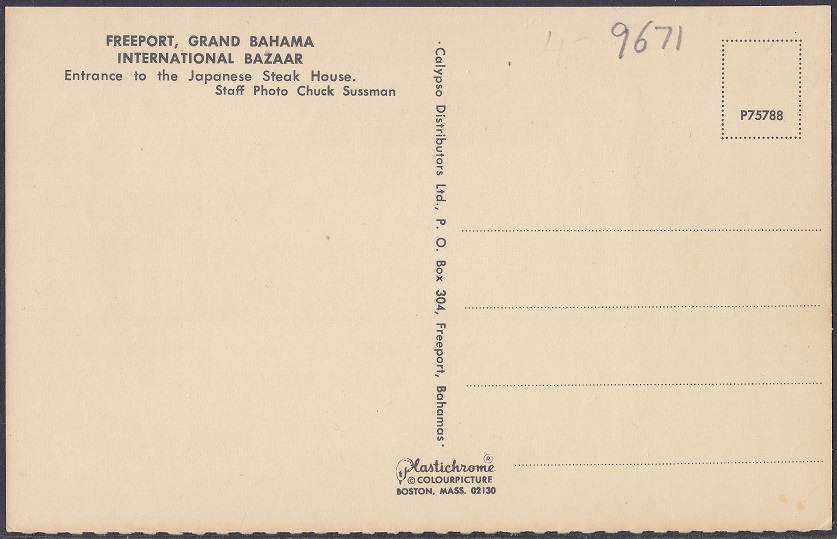 FREEPORT, GRAND BAHAMA
INTERNATIONAL BAZAAR
Entrance to the Japanese Steak House.
Staff Photo Chuck Sussman
· Calypso Distributors Ltd., P. O. Box 304, Freeport, Bahamas ·
9671
P75788
Plastichrome ®
© COLOURPICTURE
BOSTON, MASS. 02130